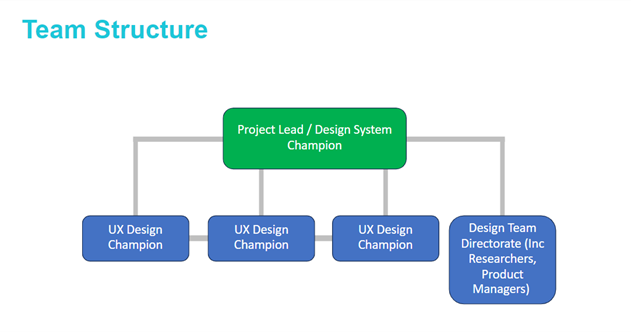 Team Structure
Project Lead / Design System
Champion
UX Design
Champion
UX Design
Champion
UX Design
Champion
Design Team
Directorate (Inc
Researchers,
Product
Managers)